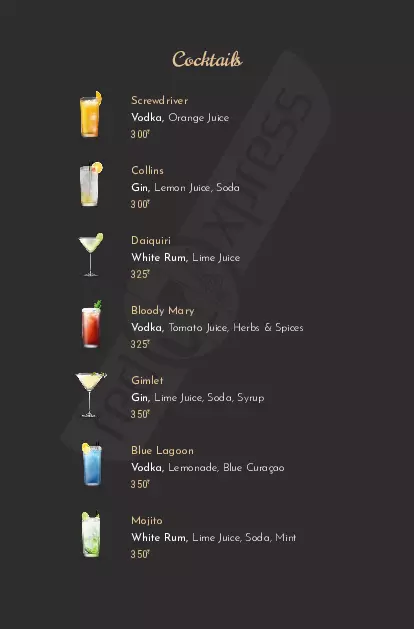 Cocktails
Screwdriver
Vodka, Orange Juice
300₹
Collins
Gin, Lemon Juice, Soda
300₹
Daiquiri
White Rum, Lime Juice
325₹
Bloody Mary
Vodka, Tomato Juice, Herbs & Spices
325₹
Gimlet
Gin, Lime Juice, Soda, Syrup
350₹
Blue Lagoon
Vodka, Lemonade, Blue Curaçao
350₹
Mojito
White Rum, Lime Juice, Soda, Mint
350₹